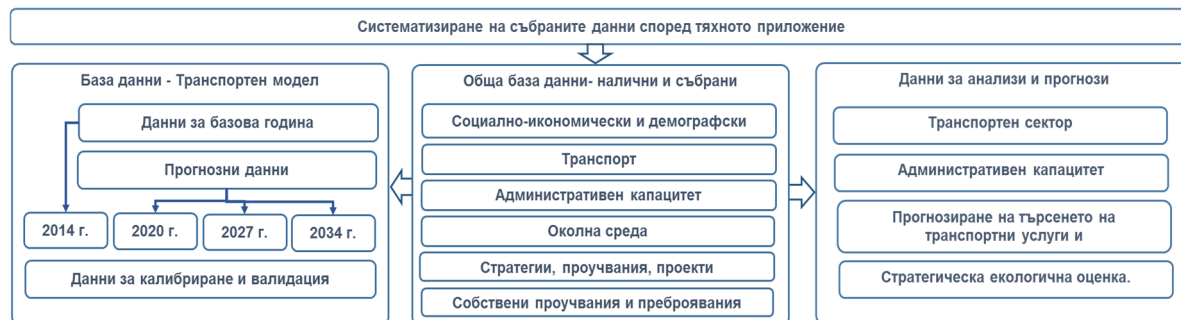 Систематизиране на събраните данни според тяхното приложение
База данни - Транспортен модел
Данни за базова година
Прогнозни данни
2014 г.
2020 г.
2027 г.
2034 г.
Данни за калибриране и валидация
Обща база данни- налични и събрани
Социално-икономически и демографски
Транспорт
Административен капацитет
Околна среда
Стратегии, проучвания, проекти
Собствени проучвания и преброявания
Данни за анализи и прогнози
Транспортен сектор
Административен капацитет
Прогнозиране на търсенето на
транспортни услуги и
Стратегическа екологична оценка.